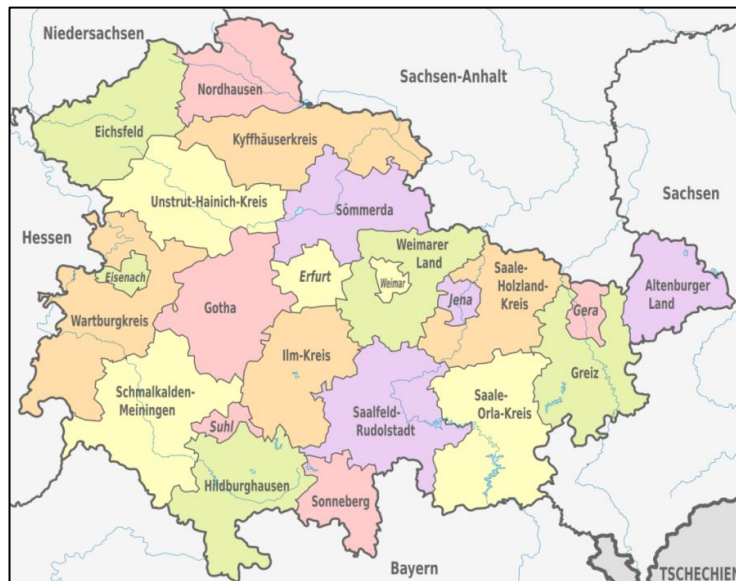 Niedersachsen
Nordhausen
Sachsen-Anhalt
Eichsfeld
Kyffhäuserkreis
Unstrut-Hainich-Kreis
Sömmerda
Sachsen
Hessen
Eisenach
Gotha
Erfurt
Weimarer
Land
Weimar
Jena
Saale-
Holzland-
Kreis
Gera
Altenburger
Land
Wartburgkreis
Ilm-Kreis
Greiz
Schmalkalden-
Meiningen
Suhl
Saalfeld-
Rudolstadt
Saale-
Orla-Kreis
Hildburghausen
Sonneberg
Bayern
TSCHECHIEN